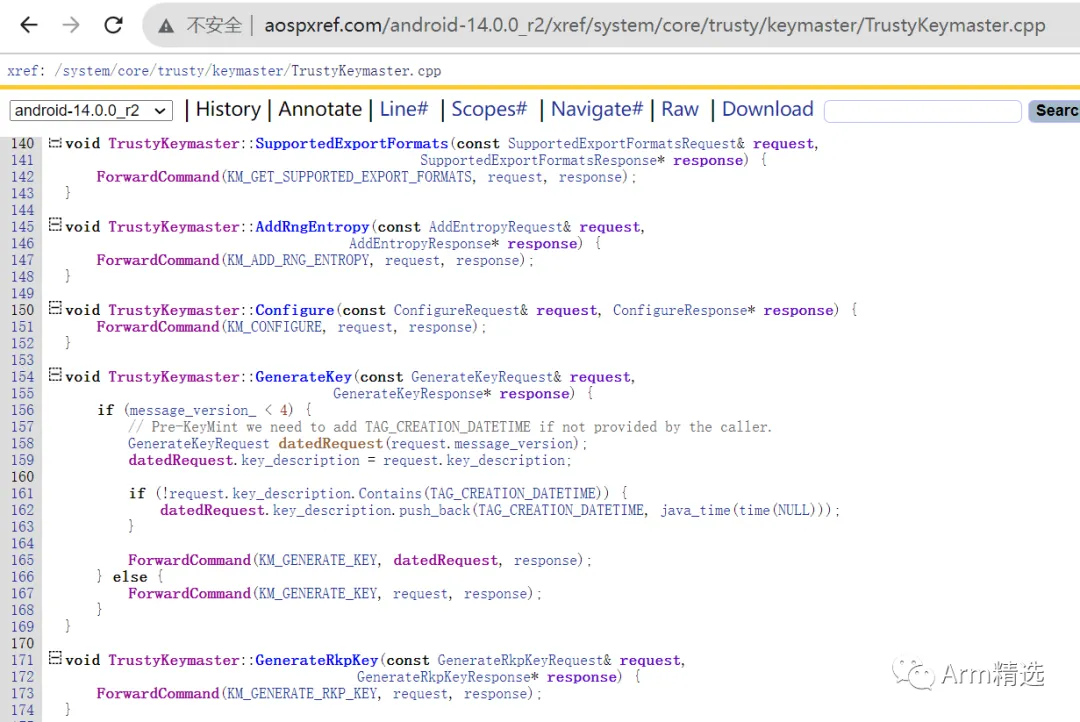 不安全 | aospxref.com/android-14.0.0_r2/xref/system/core/trusty/keymaster/TrustyKeymaster.cpp
xref: /system/core/trusty/keymaster/TrustyKeymaster.cpp
android-14.0.0_r2 | History | Annotate | Line# | Scopes# | Navigate# | Raw | Download Searc
140 void TrustyKeymaster::SupportedExportFormats(const SupportedExportFormatsRequest& request,
141 SupportedExportFormatsResponse* response) {
142 ForwardCommand(KM_GET_SUPPORTED_EXPORT_FORMATS, request, response);
143 }
144
145 void TrustyKeymaster::AddRngEntropy(const AddEntropyRequest& request,
146 AddEntropyResponse* response) {
147 ForwardCommand(KM_ADD_RNG_ENTROPY, request, response);
148 }
149
150 void TrustyKeymaster::Configure(const ConfigureRequest& request, ConfigureResponse* response) {
151 ForwardCommand(KM_CONFIGURE, request, response);
152 }
153
154 void TrustyKeymaster::GenerateKey(const GenerateKeyRequest& request,
155 GenerateKeyResponse* response) {
156 if (message_version_ < 4) {
157 // Pre-KeyMint we need to add TAG_CREATION_DATETIME if not provided by the caller.
158 GenerateKeyRequest datedRequest(request.message_version);
159 datedRequest.key_description = request.key_description;
160
161 if (!request.key_description.Contains(TAG_CREATION_DATETIME)) {
162 datedRequest.key_description.push_back(TAG_CREATION_DATETIME, java_time(time(NULL)));
163 }
164
165 ForwardCommand(KM_GENERATE_KEY, datedRequest, response);
166 } else {
167 ForwardCommand(KM_GENERATE_KEY, request, response);
168 }
169 }
170
171 void TrustyKeymaster::GenerateRkpKey(const GenerateRkpKeyRequest& request,
172 GenerateRkpKeyResponse* response) {
173 ForwardCommand(KM_GENERATE_RKP_KEY, request, response);
174 }
Arm精选